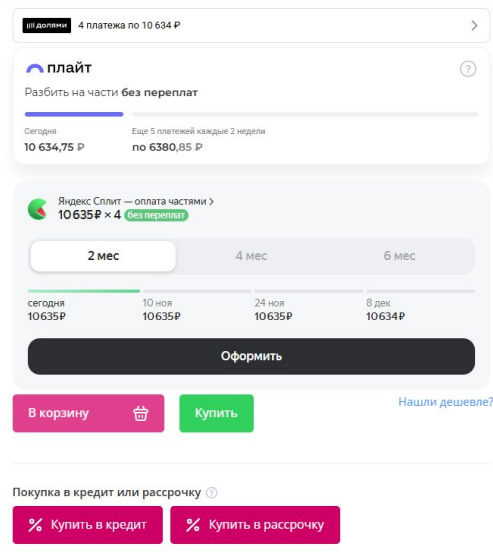 долями 4 платежа по 10 634 ₽
плайт
Разбить на части без переплат
Сегодня Еще 5 платежей каждые 2 недели
10 634,75 ₽ по 6380,85 ₽
Яндекс Сплит — оплата частями
10635₽ × 4 без переплат
2 мес 4 мес 6 мес
сегодня 10 ноя 24 ноя 8 дек
10635₽ 10635₽ 10635₽ 10634₽
Оформить
В корзину Купить Нашли дешевле?
Покупка в кредит или рассрочку ?
% Купить в кредит % Купить в рассрочку